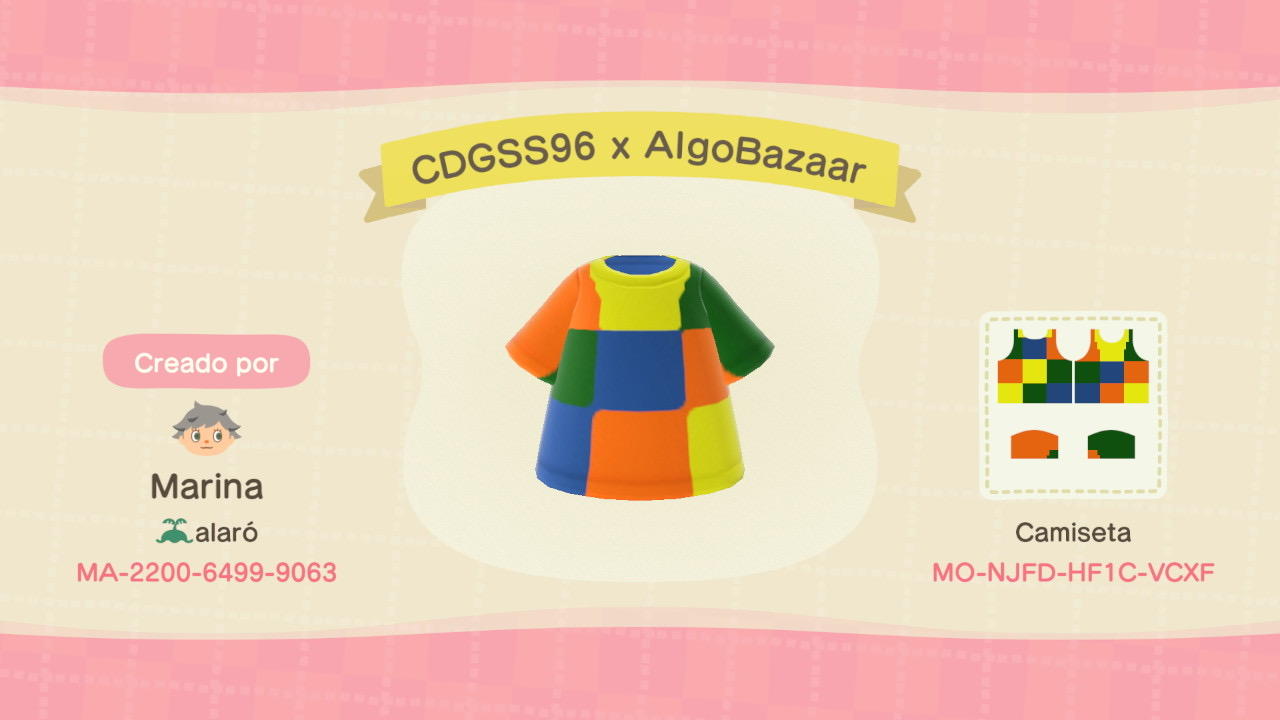 CDGSS96 x AlgoBazaar
Creado por
Marina
alaró
MA-2200-6499-9063
Camiseta
MO-NJFD-HF1C-VCXF